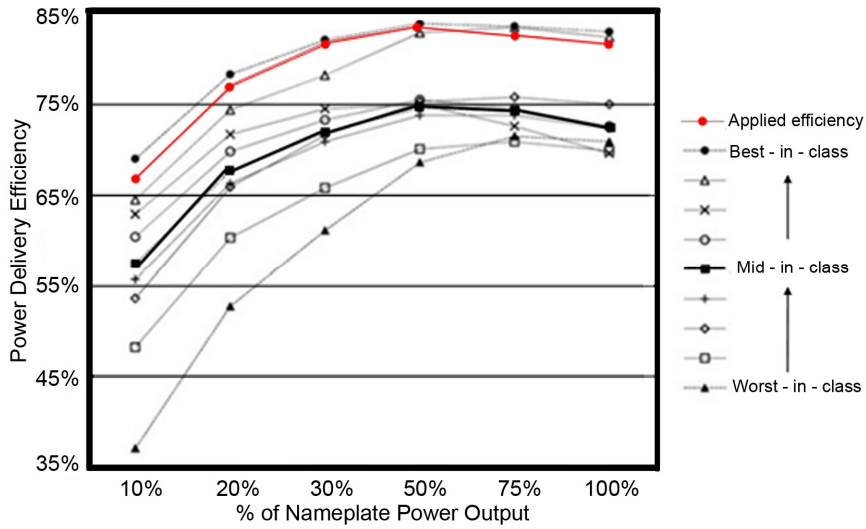 85%
75%
65%
55%
45%
35%
Power Delivery Efficiency
10% 20% 30% 50% 75% 100%
% of Nameplate Power Output
Applied efficiency
Best - in - class
Mid - in - class
Worst - in - class